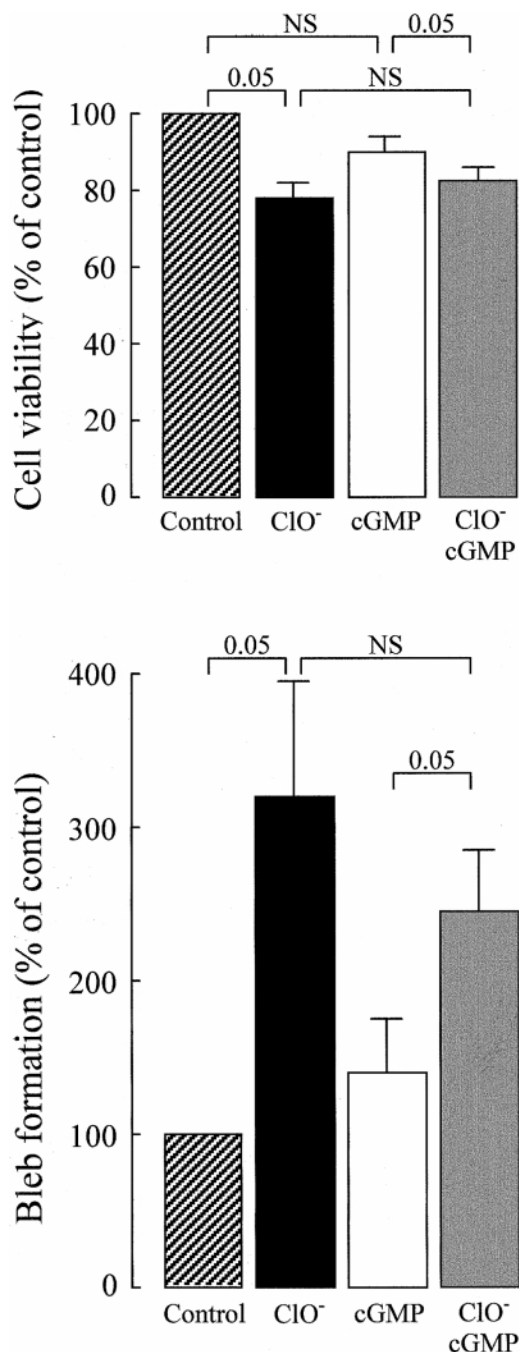 NS
0.05
0.05
NS
Cell viability (% of control)
100
80
60
40
20
0
Control
ClO⁻
cGMP
ClO⁻
cGMP
0.05
NS
0.05
Bleb formation (% of control)
400
300
200
100
0
Control
ClO⁻
cGMP
ClO⁻
cGMP